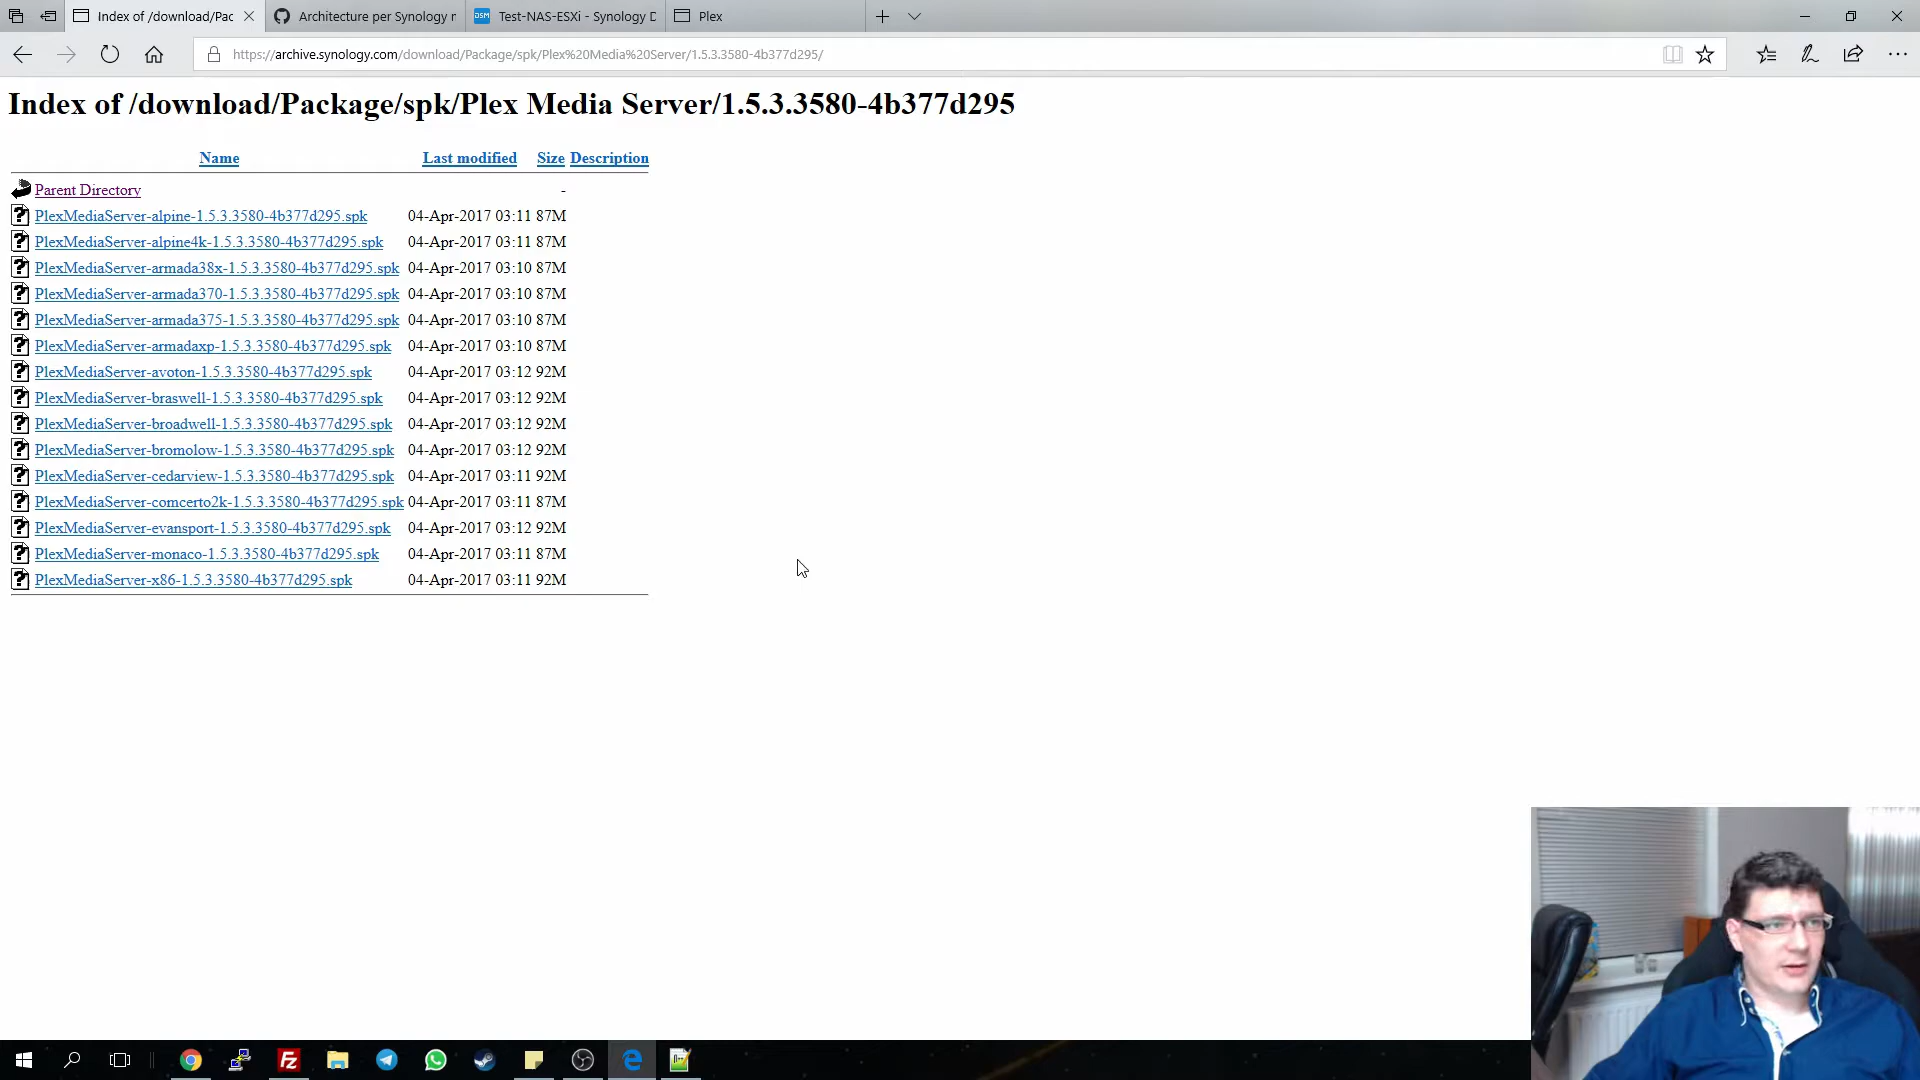 Index of /download/Pac
Architecture per Synology r
DSM Test-NAS-ESXi - Synology D
Plex
https://archive.synology.com/download/Package/spk/Plex%20Media%20Server/1.5.3.3580-4b377d295/
Index of /download/Package/spk/Plex Media Server/1.5.3.3580-4b377d295
Name Last modified Size Description
Parent Directory -
PlexMediaServer-alpine-1.5.3.3580-4b377d295.spk 04-Apr-2017 03:11 87M
PlexMediaServer-alpine4k-1.5.3.3580-4b377d295.spk 04-Apr-2017 03:11 87M
PlexMediaServer-armada38x-1.5.3.3580-4b377d295.spk 04-Apr-2017 03:10 87M
PlexMediaServer-armada370-1.5.3.3580-4b377d295.spk 04-Apr-2017 03:10 87M
PlexMediaServer-armada375-1.5.3.3580-4b377d295.spk 04-Apr-2017 03:10 87M
PlexMediaServer-armadaxp-1.5.3.3580-4b377d295.spk 04-Apr-2017 03:10 87M
PlexMediaServer-avoton-1.5.3.3580-4b377d295.spk 04-Apr-2017 03:12 92M
PlexMediaServer-braswell-1.5.3.3580-4b377d295.spk 04-Apr-2017 03:12 92M
PlexMediaServer-broadwell-1.5.3.3580-4b377d295.spk 04-Apr-2017 03:12 92M
PlexMediaServer-bromolow-1.5.3.3580-4b377d295.spk 04-Apr-2017 03:12 92M
PlexMediaServer-cedarview-1.5.3.3580-4b377d295.spk 04-Apr-2017 03:11 92M
PlexMediaServer-comcerto2k-1.5.3.3580-4b377d295.spk 04-Apr-2017 03:11 87M
PlexMediaServer-evansport-1.5.3.3580-4b377d295.spk 04-Apr-2017 03:12 92M
PlexMediaServer-monaco-1.5.3.3580-4b377d295.spk 04-Apr-2017 03:11 87M
PlexMediaServer-x86-1.5.3.3580-4b377d295.spk 04-Apr-2017 03:11 92M